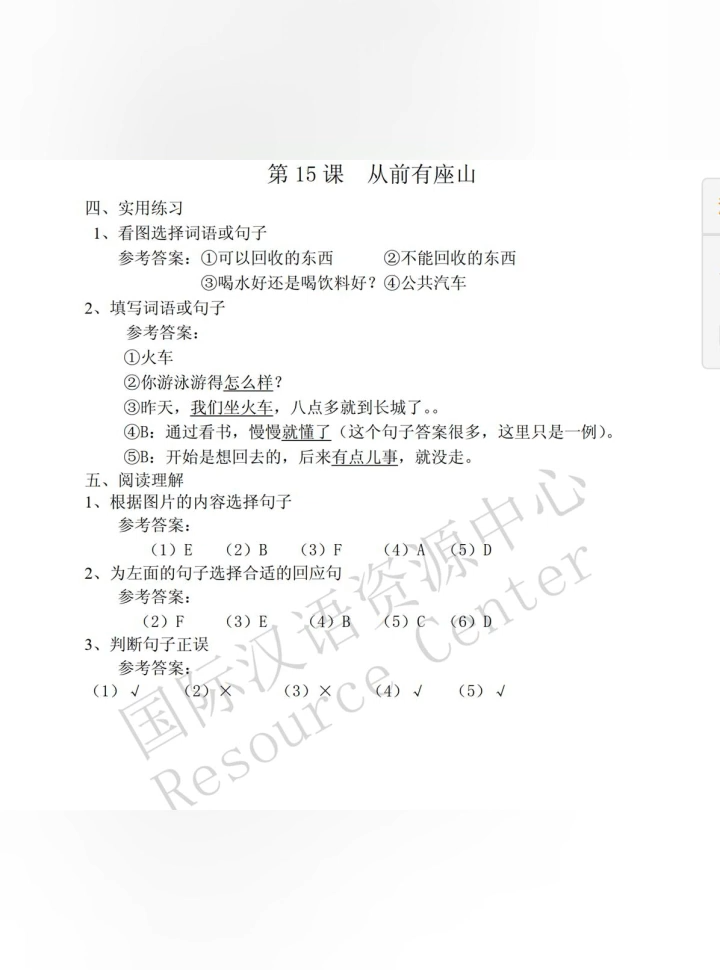 第 15 课 从前有座山
四、实用练习
1、看图选择词语或句子
参考答案：①可以回收的东西 ②不能回收的东西
③喝水好还是喝饮料好？④公共汽车
2、填写词语或句子
参考答案：
①火车
②你游泳游得怎么样？
③昨天，我们坐火车，八点多就到长城了。。
④B：通过看书，慢慢就懂了（这个句子答案很多，这里只是一例）。
⑤B：开始是想回去的，后来有点儿事，就没走。
五、阅读理解
1、根据图片的内容选择句子
参考答案：
（1）E （2）B （3）F （4）A （5）D
2、为左面的句子选择合适的回应句
参考答案：
（2）F （3）E （4）B （5）C （6）D
3、判断句子正误
参考答案：
（1）√ （2）× （3）× （4）√ （5）√
国际汉语资源中心
Resource Center